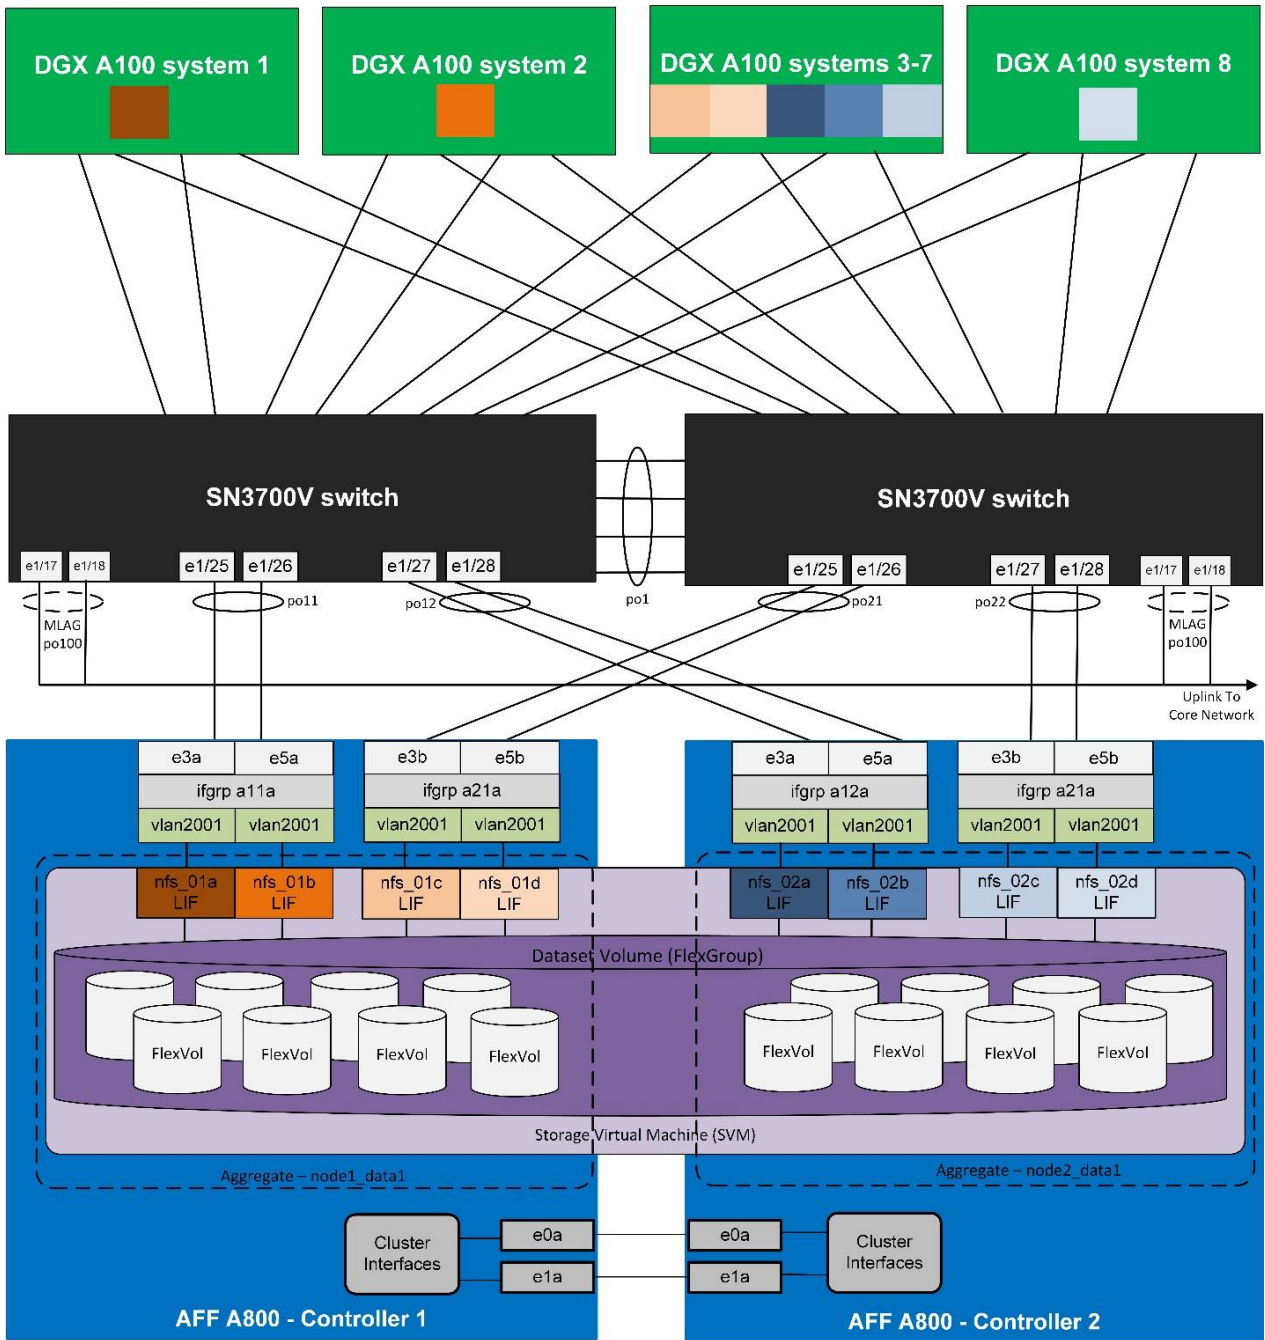 DGX A100 system 1
DGX A100 system 2
DGX A100 systems 3-7
DGX A100 system 8
SN3700V switch
SN3700V switch
e1/17
e1/18
e1/25
e1/26
e1/27
e1/28
e1/25
e1/26
e1/27
e1/28
e1/17
e1/18
MLAG
po100
po11
po12
po1
po21
po22
MLAG
po100
Uplink To
Core Network
e3a
e5a
ifgrp a11a
vlan2001
vlan2001
e3b
e5b
ifgrp a21a
vlan2001
vlan2001
e3a
e5a
ifgrp a12a
vlan2001
vlan2001
e3b
e5b
ifgrp a21a
vlan2001
vlan2001
nfs_01a
LIF
nfs_01b
LIF
nfs_01c
LIF
nfs_01d
LIF
nfs_02a
LIF
nfs_02b
LIF
nfs_02c
LIF
nfs_02d
LIF
Dataset Volume (FlexGroup)
FlexVol
FlexVol
FlexVol
FlexVol
FlexVol
FlexVol
FlexVol
FlexVol
Storage Virtual Machine (SVM)
Aggregate – node1_data1
Aggregate – node2_data1
Cluster
Interfaces
e0a
e1a
e0a
e1a
Cluster
Interfaces
AFF A800 - Controller 1
AFF A800 - Controller 2